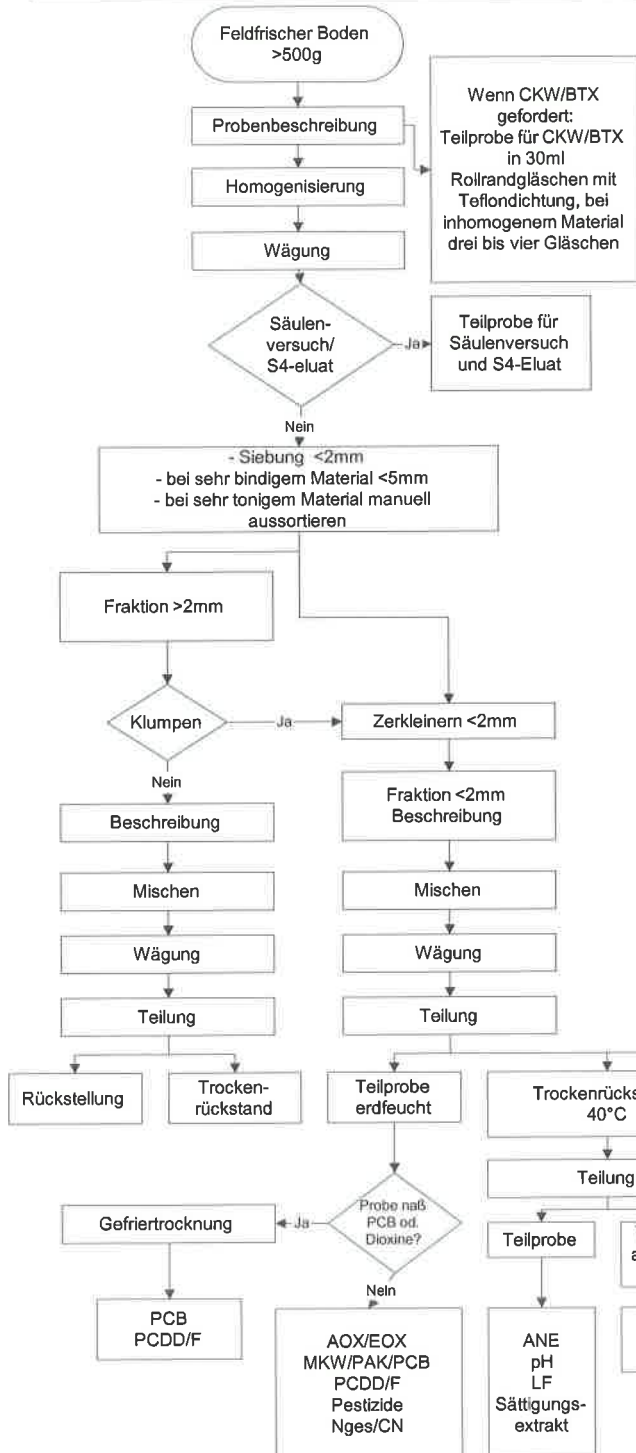 Feldfrischer Boden
>500g
Probenbeschreibung
Wenn CKW/BTX
gefordert:
Teilprobe für CKW/BTX
in 30ml
Rollrandgläschen mit
Teflondichtung, bei
inhomogenem Material
drei bis vier Gläschen
Homogenisierung
Wägung
Säulen-
versuch/
S4-eluat
Ja
Teilprobe für
Säulenversuch
und S4-Eluat
Nein
- Siebung <2mm
- bei sehr bindigem Material <5mm
- bei sehr tonigem Material manuell
aussortieren
Fraktion >2mm
Klumpen
Ja
Zerkleinern <2mm
Nein
Beschreibung
Fraktion <2mm
Beschreibung
Mischen
Mischen
Wägung
Wägung
Teilung
Teilung
Rückstellung
Trocken-
rückstand
Teilprobe
erdfeucht
Trockenrücks
40°C
Teilung
Probe naß
PCB od.
Dioxine?
Ja
Gefriertrocknung
Teilprobe
a
Nein
PCB
PCDD/F
AOX/EOX
MKW/PAK/PCB
PCDD/F
Pestizide
Nges/CN
ANE
pH
LF
Sättigungs-
extrakt